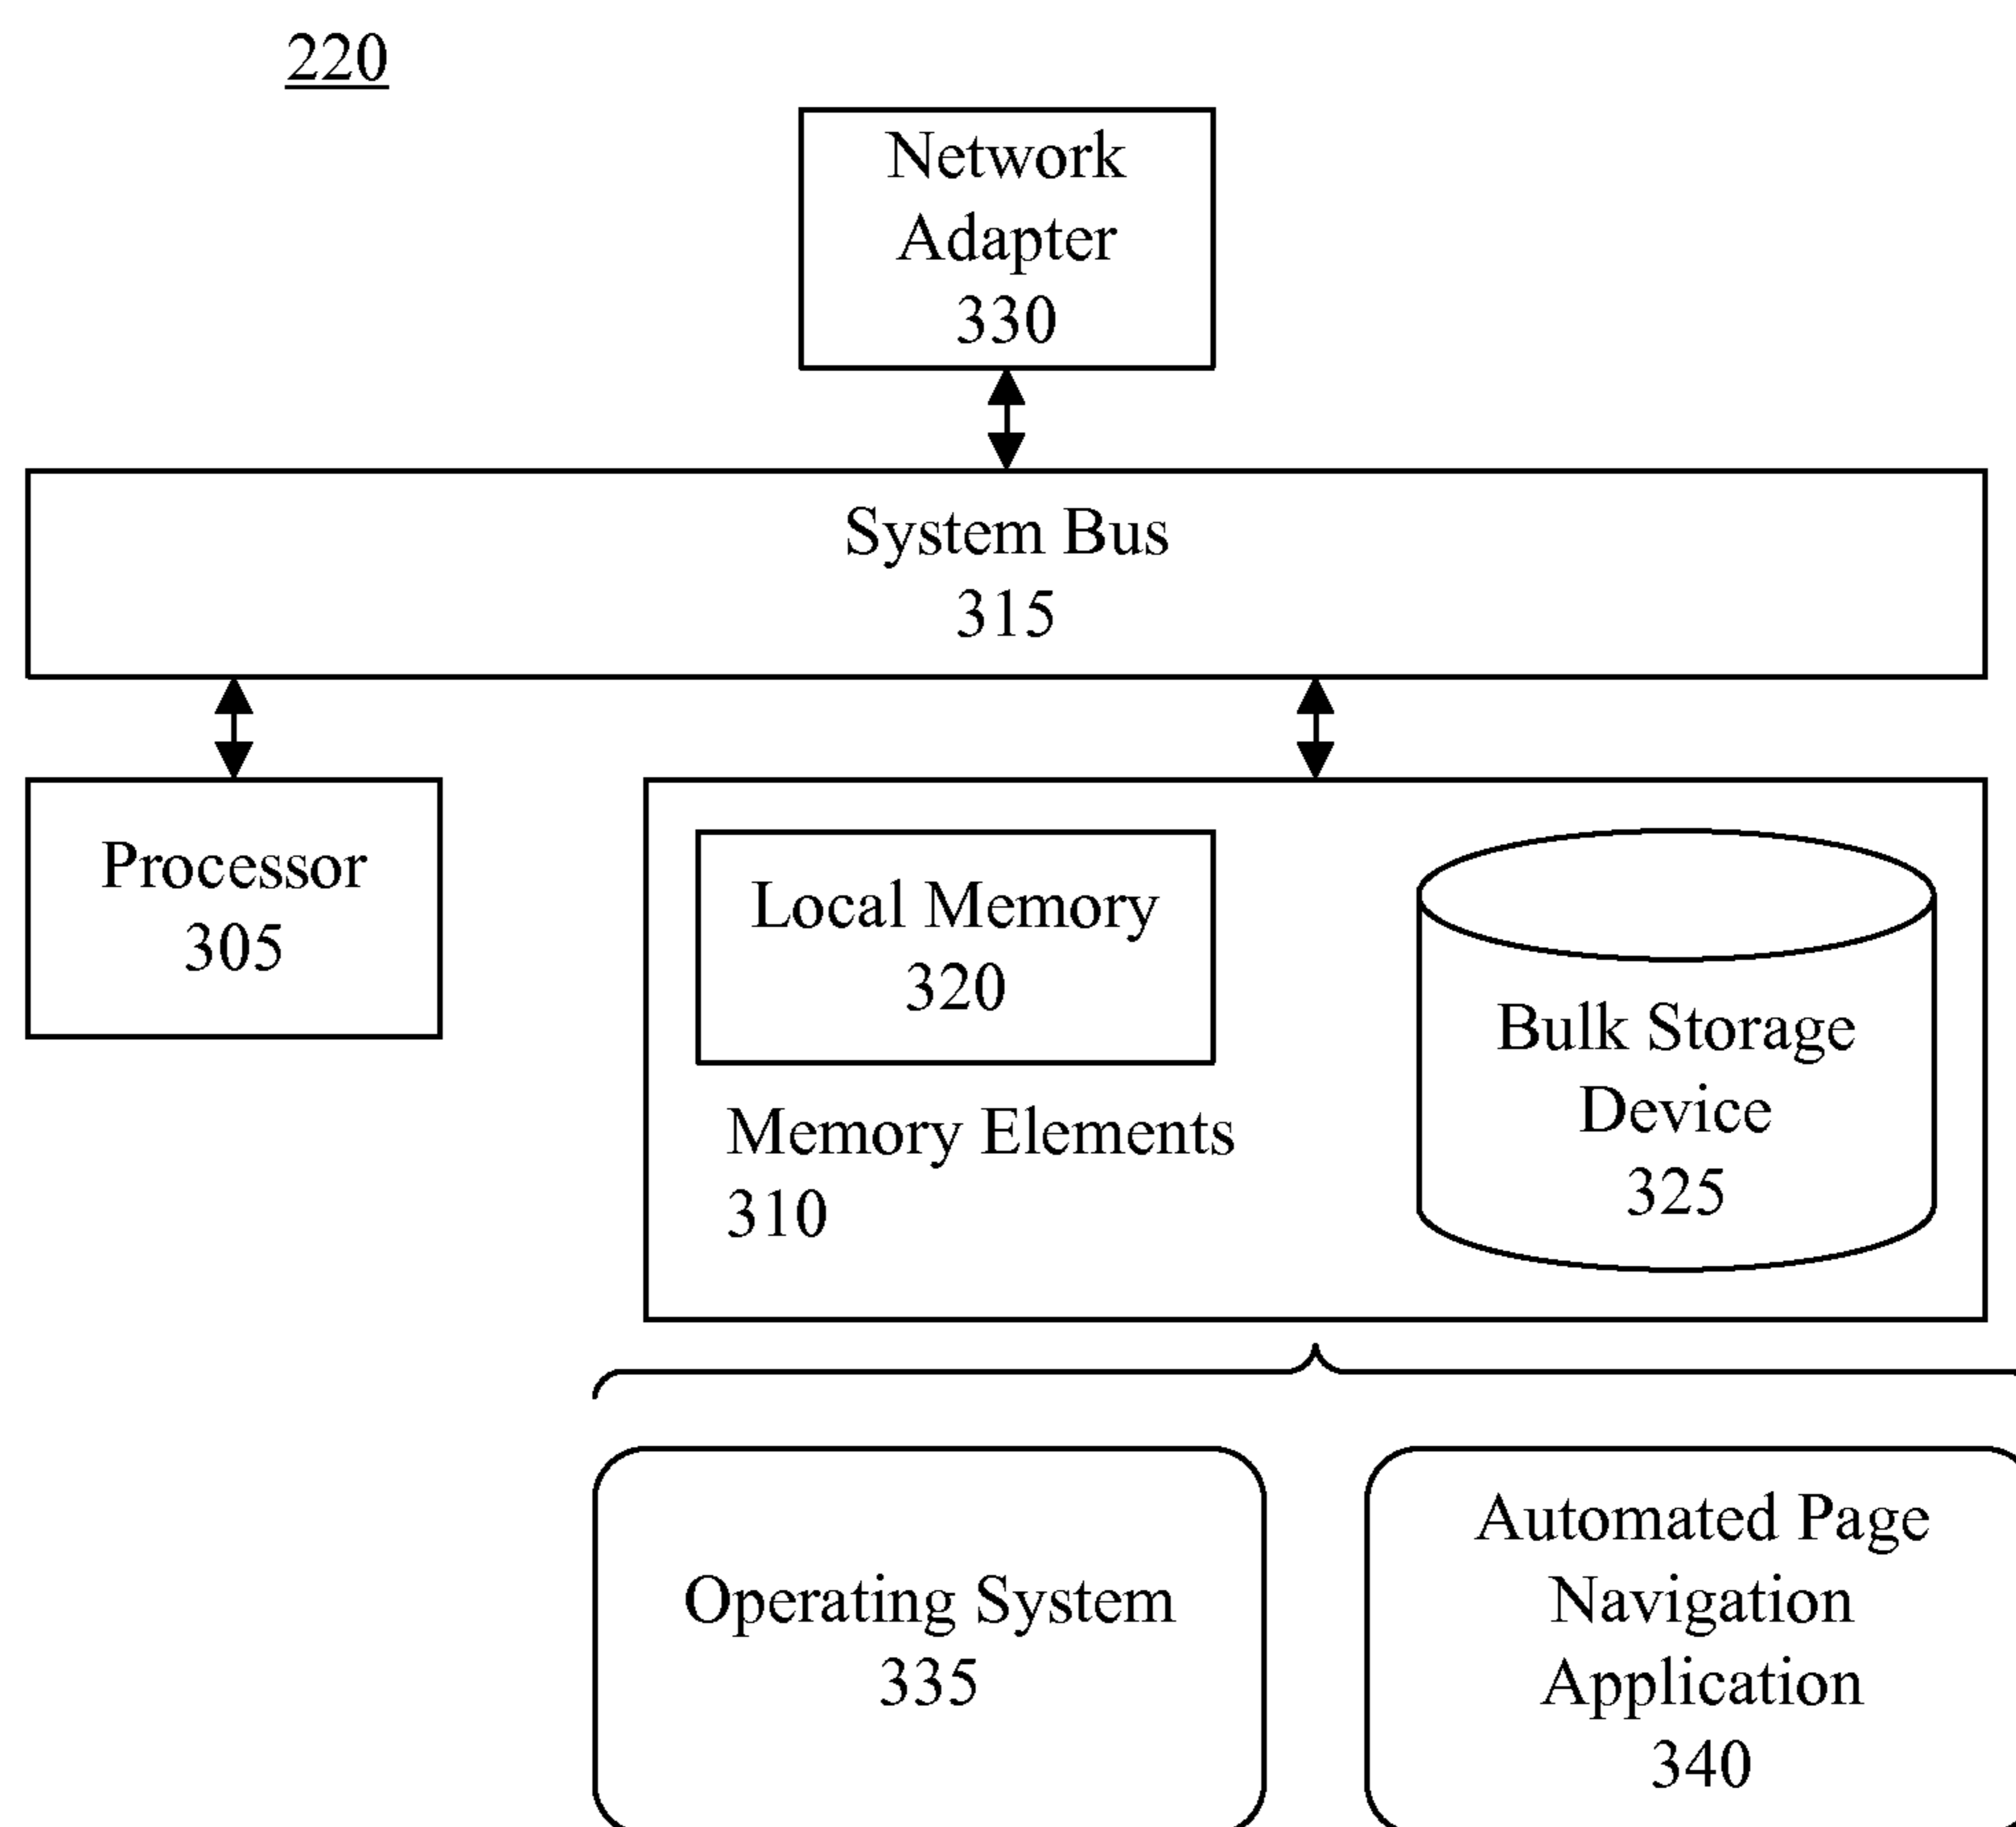 220
Network
Adapter
330
System Bus
315
Processor
305
Local Memory
320
Memory Elements
310
Bulk Storage
Device
325
Operating System
335
Automated Page
Navigation
Application
340